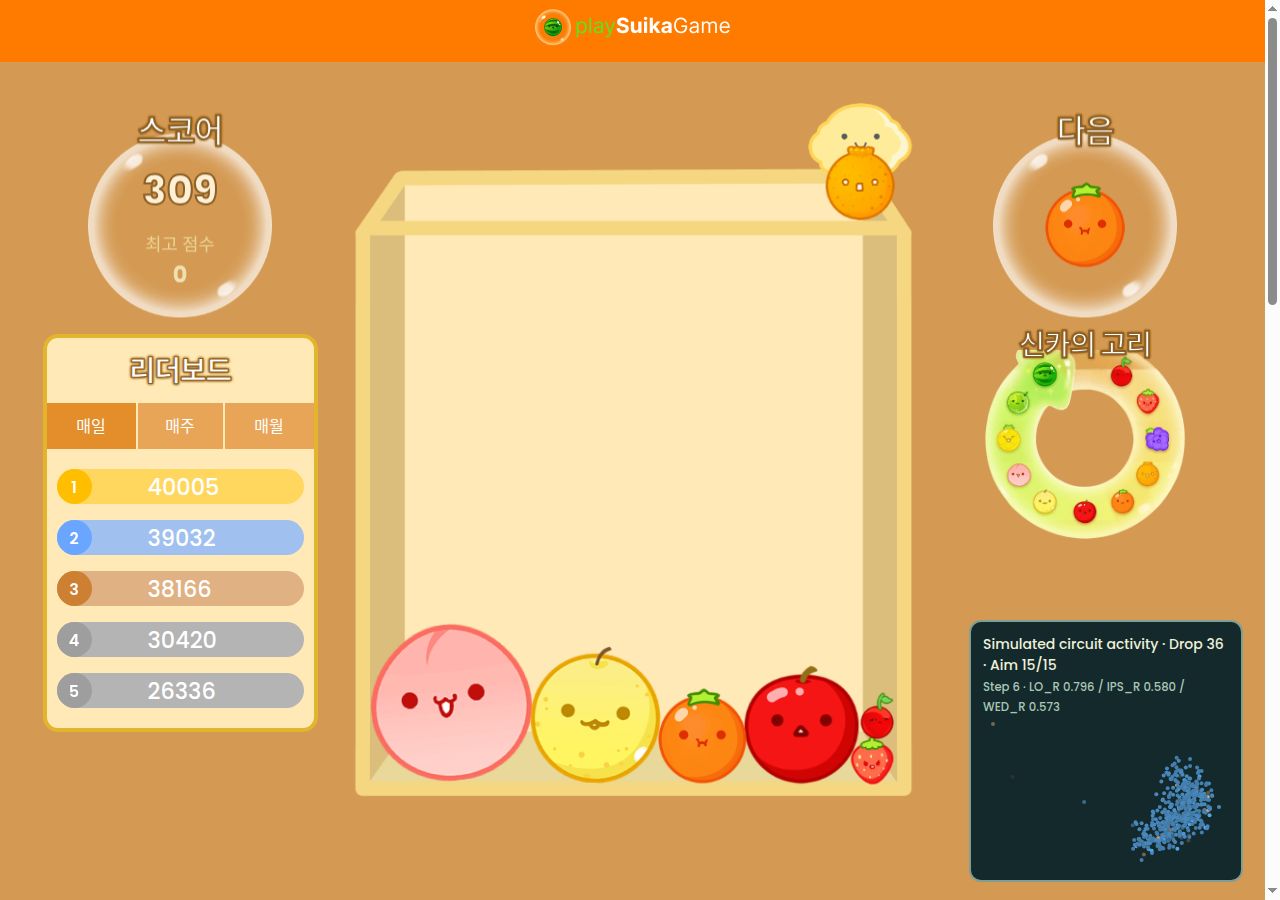 playSuikaGame
스코어
309
최고 점수
0
리더보드
매일 매주 매월
1 40005
2 39032
3 38166
4 30420
5 26336
다음
신카의 고리
Simulated circuit activity · Drop 36
· Aim 15/15
Step 6 · LO_R 0.796 / IPS_R 0.580 /
WED_R 0.573